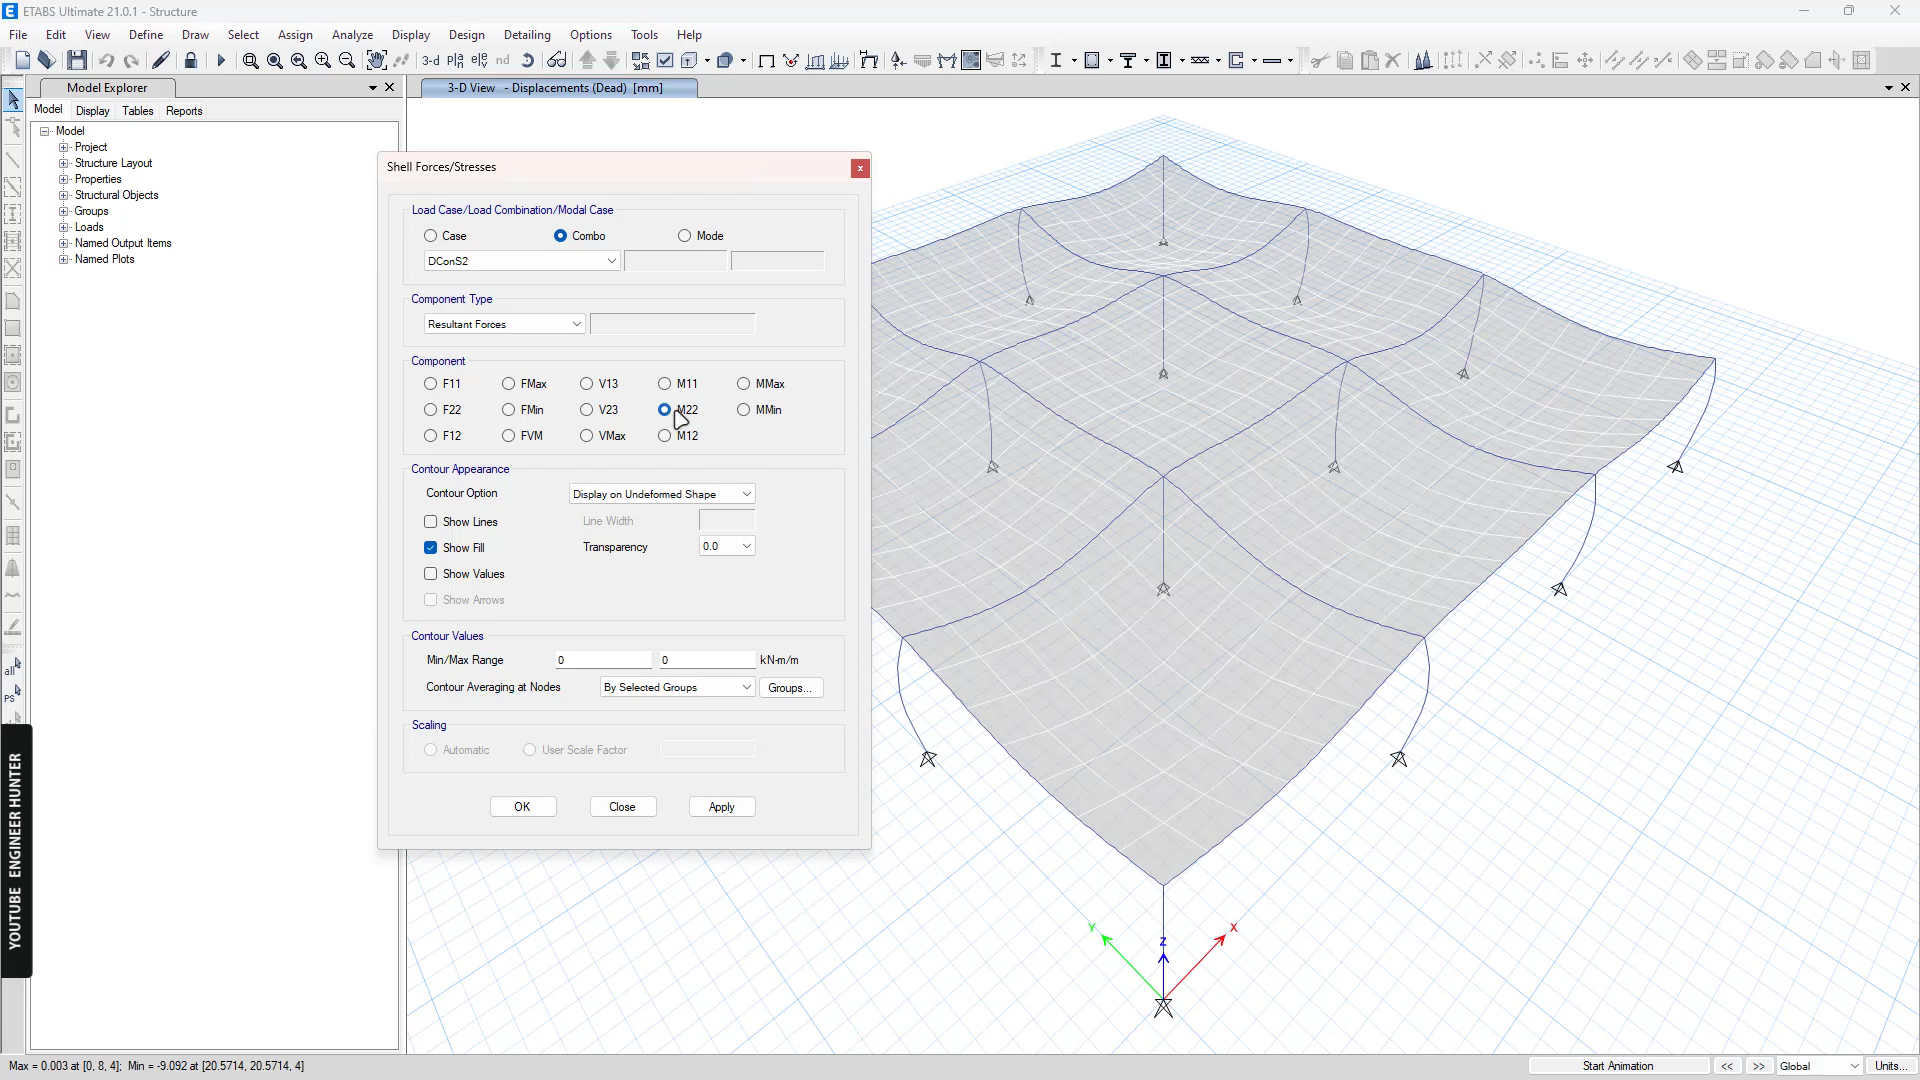 ETABS Ultimate 21.0.1 - Structure
File Edit View Define Draw Select Assign Analyze Display Design Detailing Options Tools Help
3-d nd
Model Explorer
3-D View - Displacements (Dead) [mm]
Model Display Tables Reports
Model
Project
Structure Layout
Properties
Structural Objects
Groups
Loads
Named Output Items
Named Plots
all
PS
YOUTUBE ENGINEER HUNTER
Shell Forces/Stresses
Load Case/Load Combination/Modal Case
Case Combo Mode
DConS2
Component Type
Resultant Forces
Component
F11 FMax V13 M11 MMax
F22 FMin V23 M22 MMin
F12 FVM VMax M12
Contour Appearance
Contour Option Display on Undeformed Shape
Show Lines Line Width
Show Fill Transparency 0.0
Show Values
Show Arrows
Contour Values
Min/Max Range 0 0 kN-m/m
Contour Averaging at Nodes By Selected Groups Groups...
Scaling
Automatic User Scale Factor
OK Close Apply
Y Z X
Max = 0.003 at [0, 8, 4]; Min = -9.092 at [20.5714, 20.5714, 4]
Start Animation << >> Global Units...